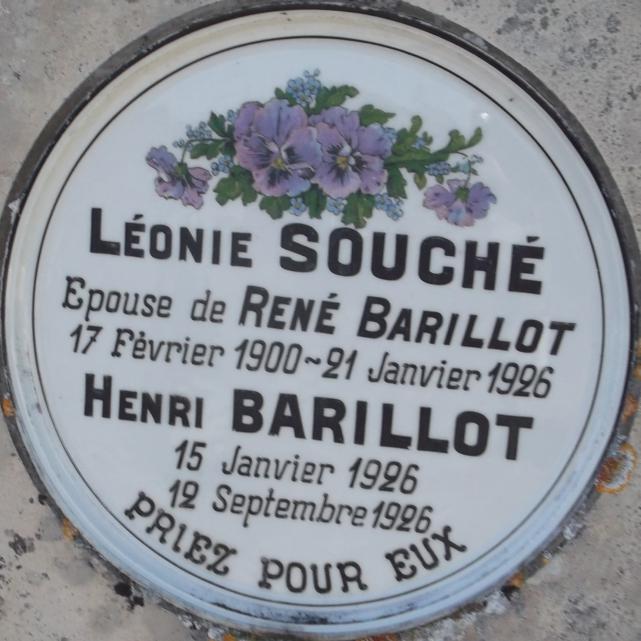 LÉONIE SOUCHÉ
Epouse de RENÉ BARILLOT
17 Février 1900~21 Janvier 1926
HENRI BARILLOT
15 Janvier 1926
12 Septembre 1926
PRIEZ POUR EUX